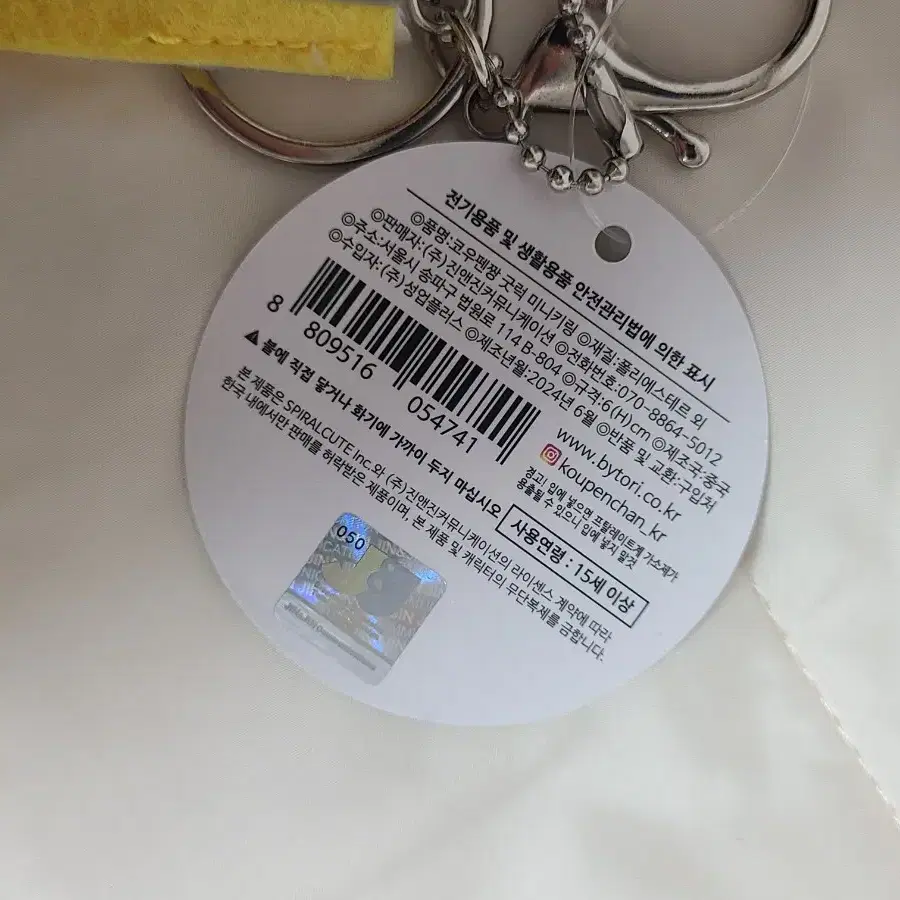 전기용품 및 생활용품 안전관리법에 의한 표시
◎품명:코우펜짱 굿럭 미니키링 ◎재질:폴리에스테르 외
◎판매자:(주)진앤진커뮤니케이션 ◎전화번호:070-8864-5012
◎주소:서울시 송파구 법원로 114 B-804 ◎규격:6(H)cm ◎제조국:중국
◎수입자:(주)성업플러스 ◎제조년월:2024년 6월 ◎반품 및 교환:구입처
8 809516 054741
www.bytori.co.kr
koupenchan_kr
경고! 입에 넣으면 프탈레이트계 가소제가
용출될 수 있으니 입에 넣지 말것
▲ 불에 직접 닿거나 화기에 가까이 두지 마십시오
사용연령 : 15세 이상
본 제품은 SPIRALCUTE Inc.와 (주)진앤진커뮤니케이션의 라이센스 계약에 따라
한국 내에서만 판매를 허락받은 제품이며, 본 제품 및 캐릭터의 무단복제를 금합니다.
050